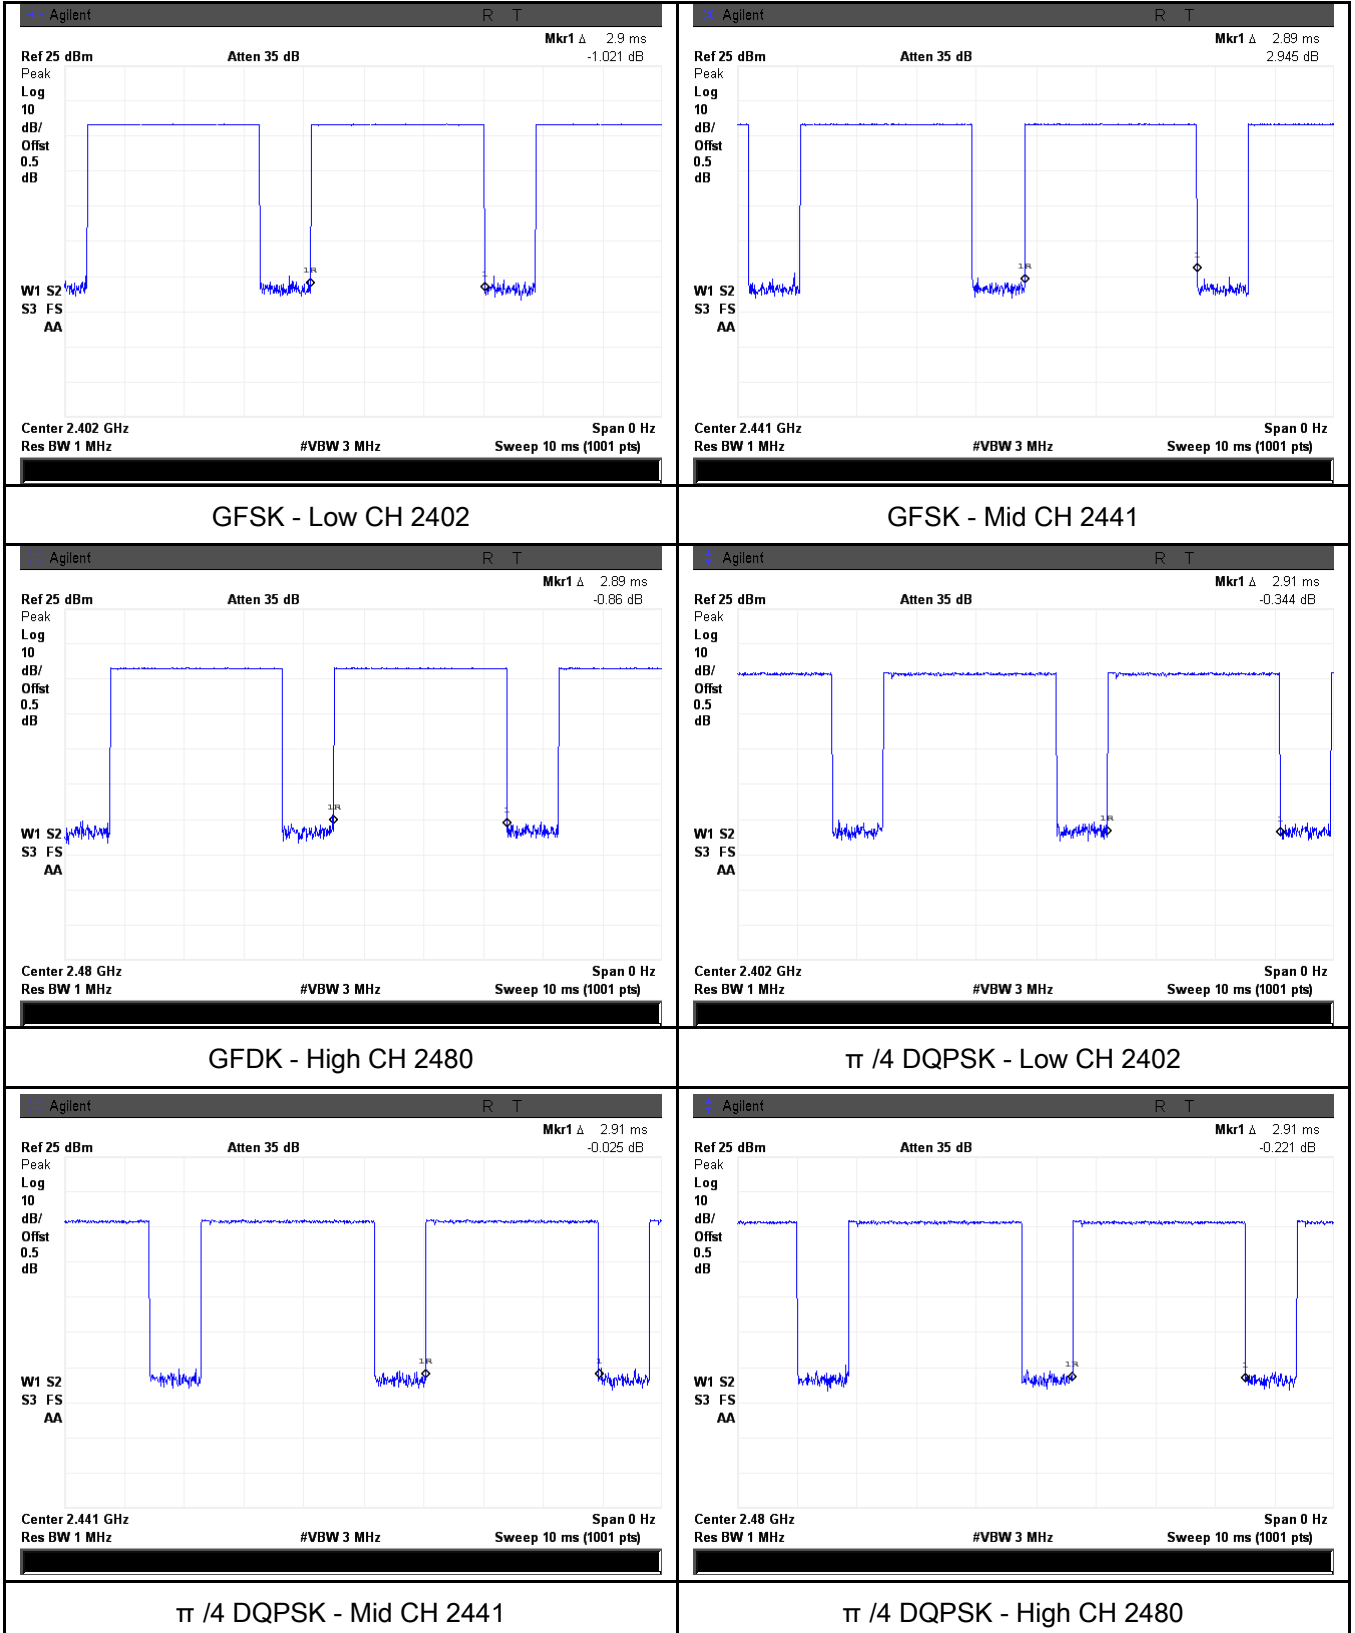 Agilent R T
Mkr1 Δ 2.9 ms
Ref 25 dBm Atten 35 dB -1.021 dB
Peak
Log
10
dB/
Offst
0.5
dB
1R
1
W1 S2
S3 FS
AA
Center 2.402 GHz Span 0 Hz
Res BW 1 MHz #VBW 3 MHz Sweep 10 ms (1001 pts)
GFSK - Low CH 2402
Agilent R T
Mkr1 Δ 2.89 ms
Ref 25 dBm Atten 35 dB 2.945 dB
Peak
Log
10
dB/
Offst
0.5
dB
1R
1
W1 S2
S3 FS
AA
Center 2.441 GHz Span 0 Hz
Res BW 1 MHz #VBW 3 MHz Sweep 10 ms (1001 pts)
GFSK - Mid CH 2441
Agilent R T
Mkr1 Δ 2.89 ms
Ref 25 dBm Atten 35 dB -0.86 dB
Peak
Log
10
dB/
Offst
0.5
dB
1R
1
W1 S2
S3 FS
AA
Center 2.48 GHz Span 0 Hz
Res BW 1 MHz #VBW 3 MHz Sweep 10 ms (1001 pts)
GFDK - High CH 2480
Agilent R T
Mkr1 Δ 2.91 ms
Ref 25 dBm Atten 35 dB -0.344 dB
Peak
Log
10
dB/
Offst
0.5
dB
1R
1
W1 S2
S3 FS
AA
Center 2.402 GHz Span 0 Hz
Res BW 1 MHz #VBW 3 MHz Sweep 10 ms (1001 pts)
π /4 DQPSK - Low CH 2402
Agilent R T
Mkr1 Δ 2.91 ms
Ref 25 dBm Atten 35 dB -0.025 dB
Peak
Log
10
dB/
Offst
0.5
dB
1R
1
W1 S2
S3 FS
AA
Center 2.441 GHz Span 0 Hz
Res BW 1 MHz #VBW 3 MHz Sweep 10 ms (1001 pts)
π /4 DQPSK - Mid CH 2441
Agilent R T
Mkr1 Δ 2.91 ms
Ref 25 dBm Atten 35 dB -0.221 dB
Peak
Log
10
dB/
Offst
0.5
dB
1R
1
W1 S2
S3 FS
AA
Center 2.48 GHz Span 0 Hz
Res BW 1 MHz #VBW 3 MHz Sweep 10 ms (1001 pts)
π /4 DQPSK - High CH 2480